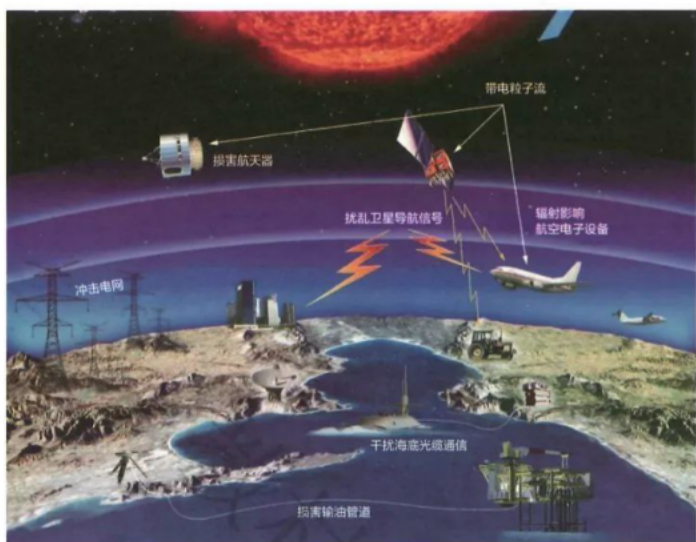 带电粒子流
损害航天器
扰乱卫星导航信号
辐射影响
航空电子设备
冲击电网
干扰海底光缆通信
损害输油管道